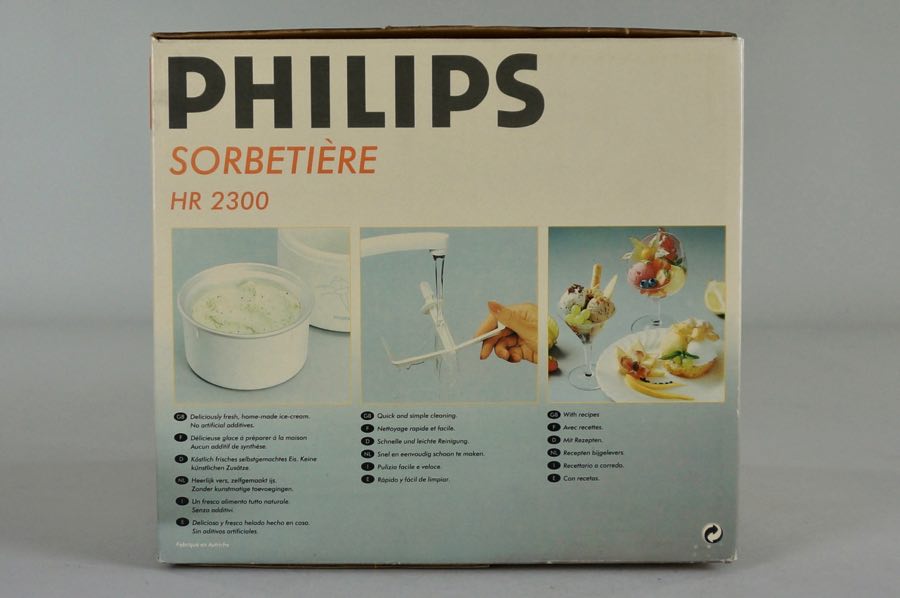 PHILIPS
SORBETIÈRE
HR 2300
GB Deliciously fresh, home-made ice-cream.
No artificial additives.
F Délicieuse glace à préparer à la maison
Aucun additif de synthèse.
D Köstlich frisches selbstgemachtes Eis. Keine
künstlichen Zusätze.
NL Heerlijk vers, zelfgemaakt ijs.
Zonder kunstmatige toevoegingen.
I Un fresco alimento tutto naturale.
Senza additivi.
E Delicioso y fresco helado hecho en casa.
Sin aditivos artificiales.
Fabriqué en Autriche
GB Quick and simple cleaning.
F Nettoyage rapide et facile.
D Schnelle und leichte Reinigung.
NL Snel en eenvoudig schoon te maken.
I Pulizia facile e veloce.
E Rápido y fácil de limpiar.
GB With recipes
F Avec recettes.
D Mit Rezepten.
NL Recepten bijgeleverd.
I Ricettario a corredo.
E Con recetas.